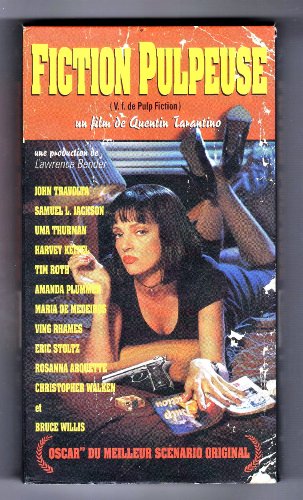 FICTION PULPEUSE
(V. f. de Pulp Fiction)
un film de Quentin Tarantino
une production de
Lawrence Bender
JOHN TRAVOLTA
SAMUEL L. JACKSON
UMA THURMAN
HARVEY KEITEL
TIM ROTH
AMANDA PLUMMER
MARIA DE MEDEIROS
VING RHAMES
ERIC STOLTZ
ROSANNA ARQUETTE
CHRISTOPHER WALKEN
et
BRUCE WILLIS
pulp
fiction
OSCAR DU MEILLEUR SCENARIO ORIGINAL